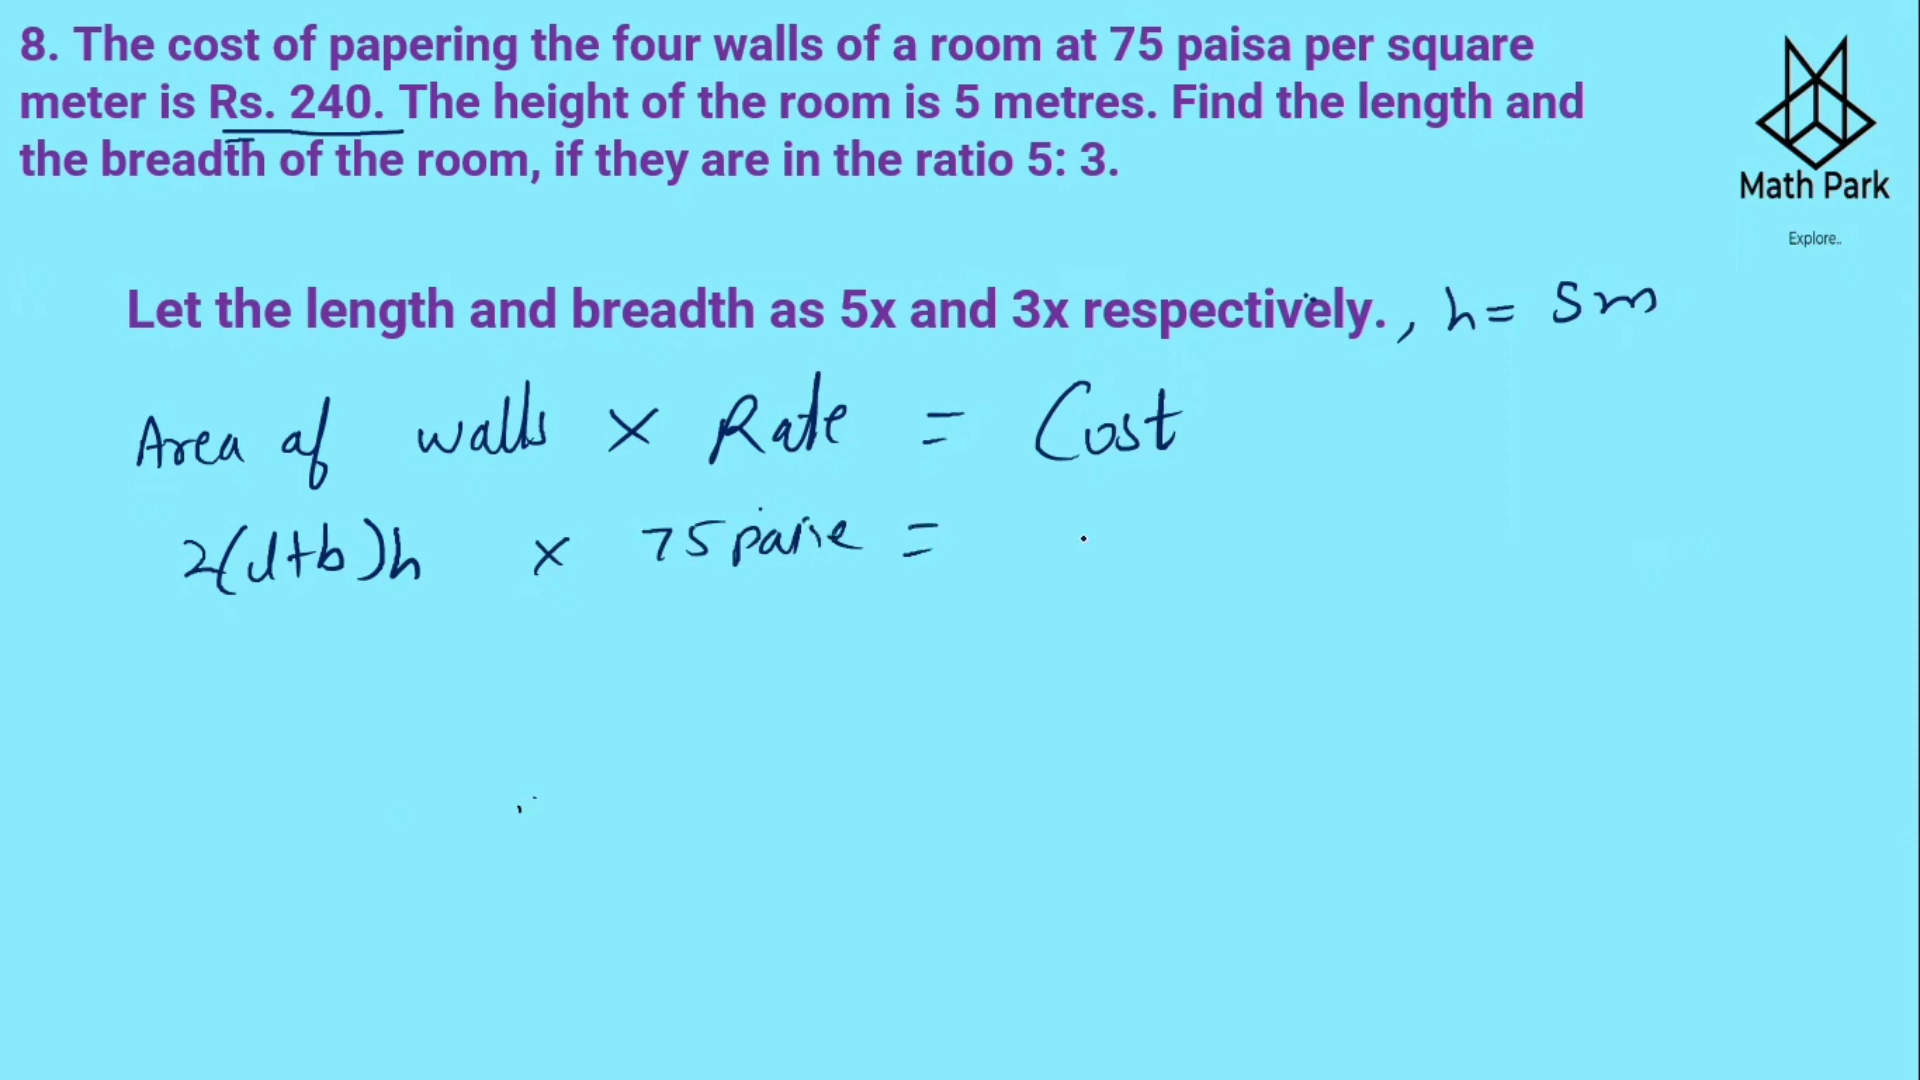 8. The cost of papering the four walls of a room at 75 paisa per square
meter is Rs. 240. The height of the room is 5 metres. Find the length and
the breadth of the room, if they are in the ratio 5: 3.
Math Park
Explore..
Let the length and breadth as 5x and 3x respectively. , h = 5m
Area of walls × Rate = Cost
2(l+b)h × 75 paise =